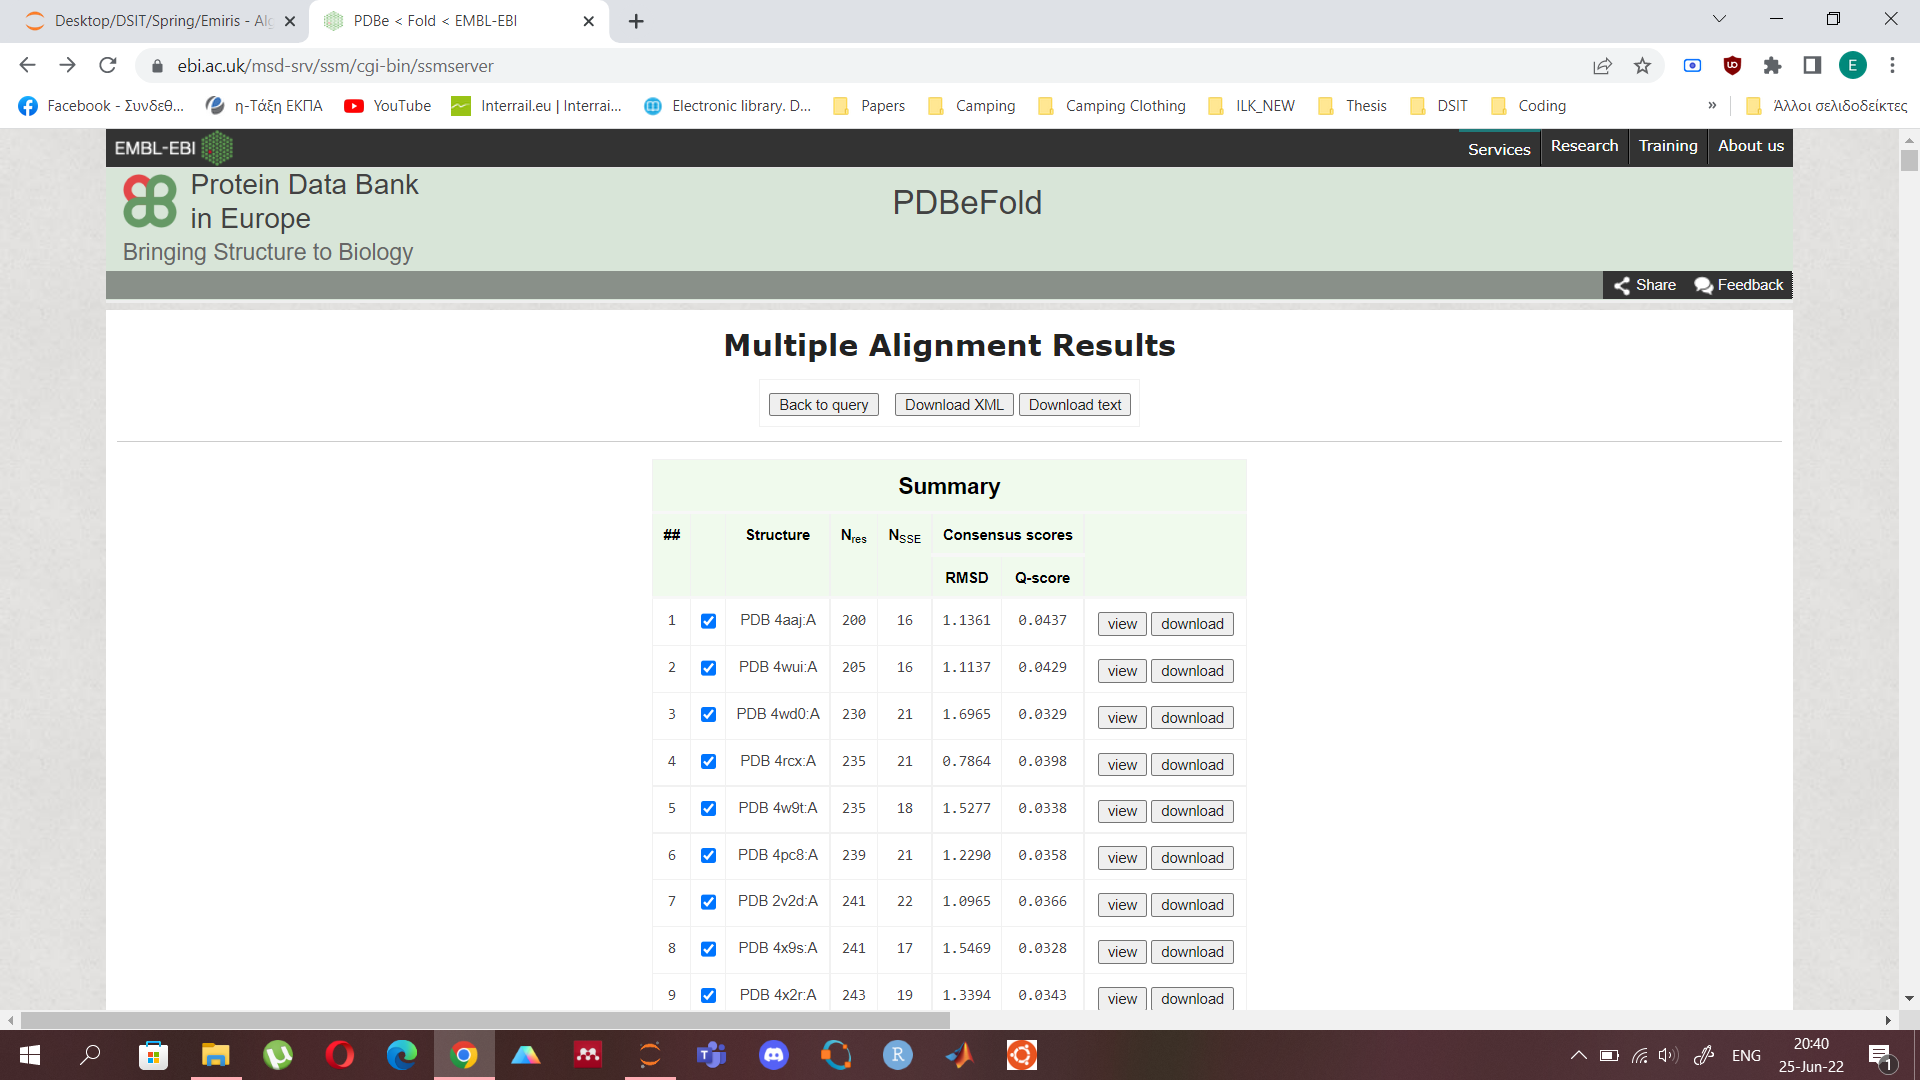 Desktop/DSIT/Spring/Emiris - Alg
PDBe < Fold < EMBL-EBI
ebi.ac.uk/msd-srv/ssm/cgi-bin/ssmserver
E
Facebook - Συνδεθ... η-Τάξη ΕΚΠΑ YouTube Interrail.eu | Interrai... Electronic library. D... Papers Camping Camping Clothing ILK_NEW Thesis DSIT Coding » Άλλοι σελιδοδείκτες
EMBL-EBI Services Research Training About us
Protein Data Bank
in Europe
Bringing Structure to Biology
PDBeFold
Share Feedback
Multiple Alignment Results
Back to query Download XML Download text
Summary
## Structure Nres NSSE Consensus scores
RMSD Q-score
1 PDB 4aaj:A 200 16 1.1361 0.0437 view download
2 PDB 4wui:A 205 16 1.1137 0.0429 view download
3 PDB 4wd0:A 230 21 1.6965 0.0329 view download
4 PDB 4rcx:A 235 21 0.7864 0.0398 view download
5 PDB 4w9t:A 235 18 1.5277 0.0338 view download
6 PDB 4pc8:A 239 21 1.2290 0.0358 view download
7 PDB 2v2d:A 241 22 1.0965 0.0366 view download
8 PDB 4x9s:A 241 17 1.5469 0.0328 view download
9 PDB 4x2r:A 243 19 1.3394 0.0343 view download
ENG
20:40
25-Jun-22
1